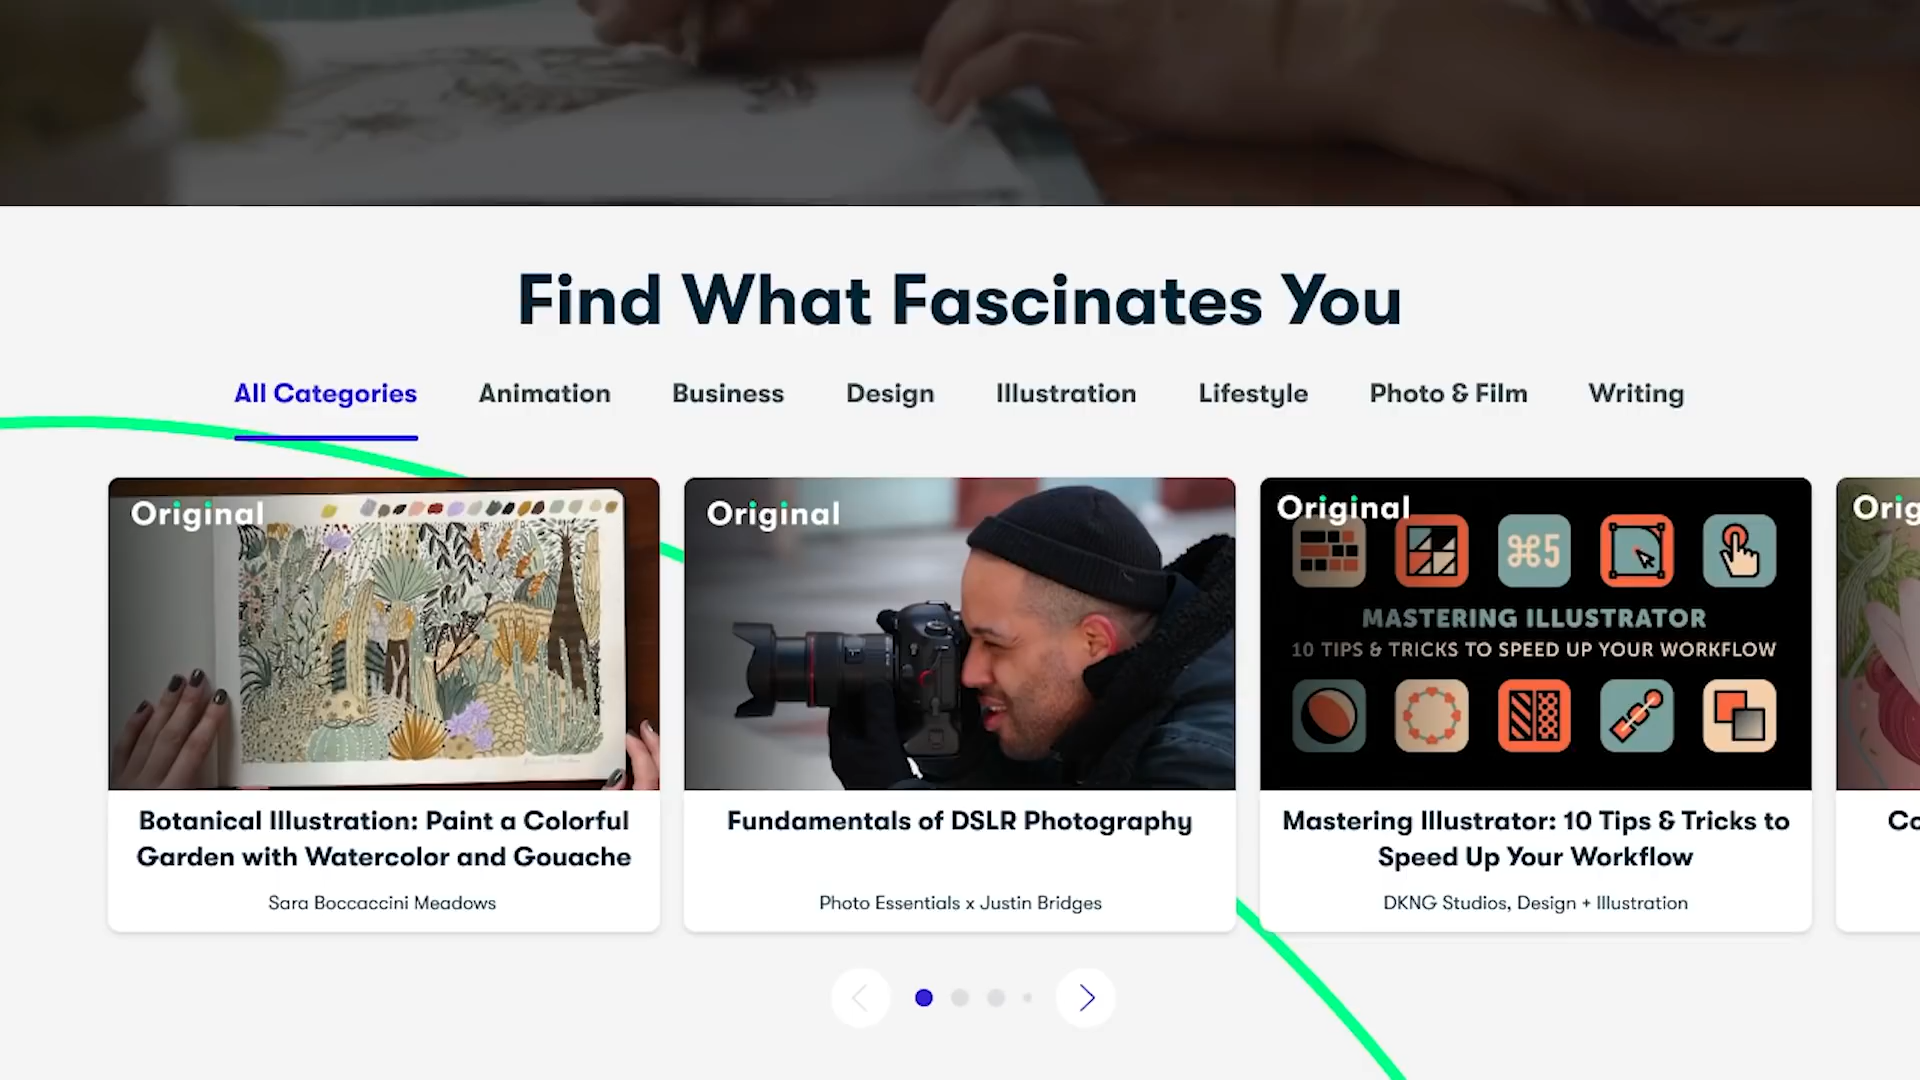 Find What Fascinates You
All Categories Animation Business Design Illustration Lifestyle Photo & Film Writing
Original
Original
Original
Orig
⌘5
MASTERING ILLUSTRATOR
10 TIPS & TRICKS TO SPEED UP YOUR WORKFLOW
Botanical Illustration: Paint a Colorful
Garden with Watercolor and Gouache
Sara Boccaccini Meadows
Fundamentals of DSLR Photography
Photo Essentials x Justin Bridges
Mastering Illustrator: 10 Tips & Tricks to
Speed Up Your Workflow
DKNG Studios, Design + Illustration
Co